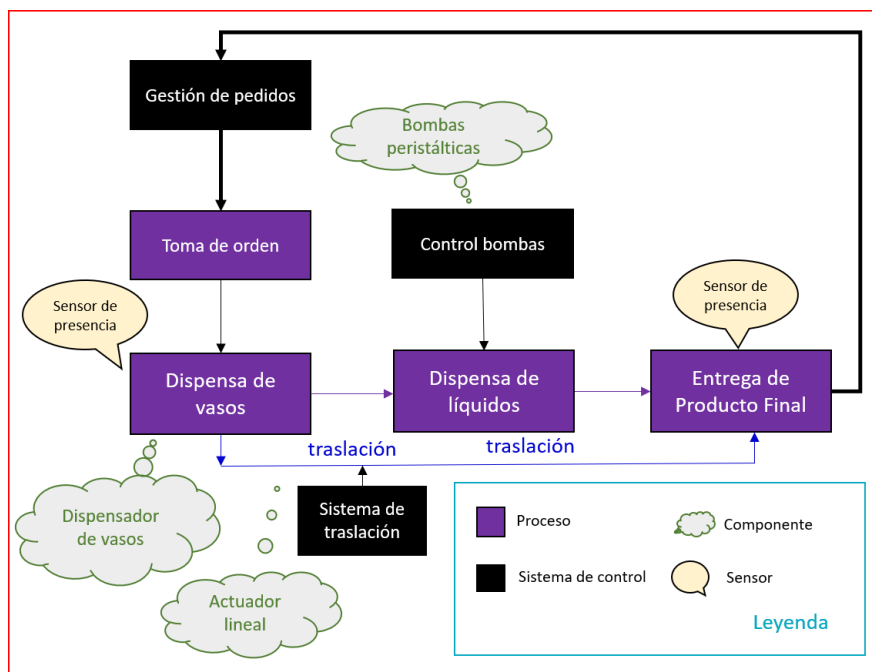 Gestión de pedidos
Bombas
peristálticas
Toma de orden
Control bombas
Sensor de
presencia
Sensor de
presencia
Dispensa de
vasos
Dispensa de
líquidos
Entrega de
Producto Final
traslación
traslación
Dispensador
de vasos
Sistema de
traslación
Actuador
lineal
Proceso
Componente
Sistema de control
Sensor
Leyenda